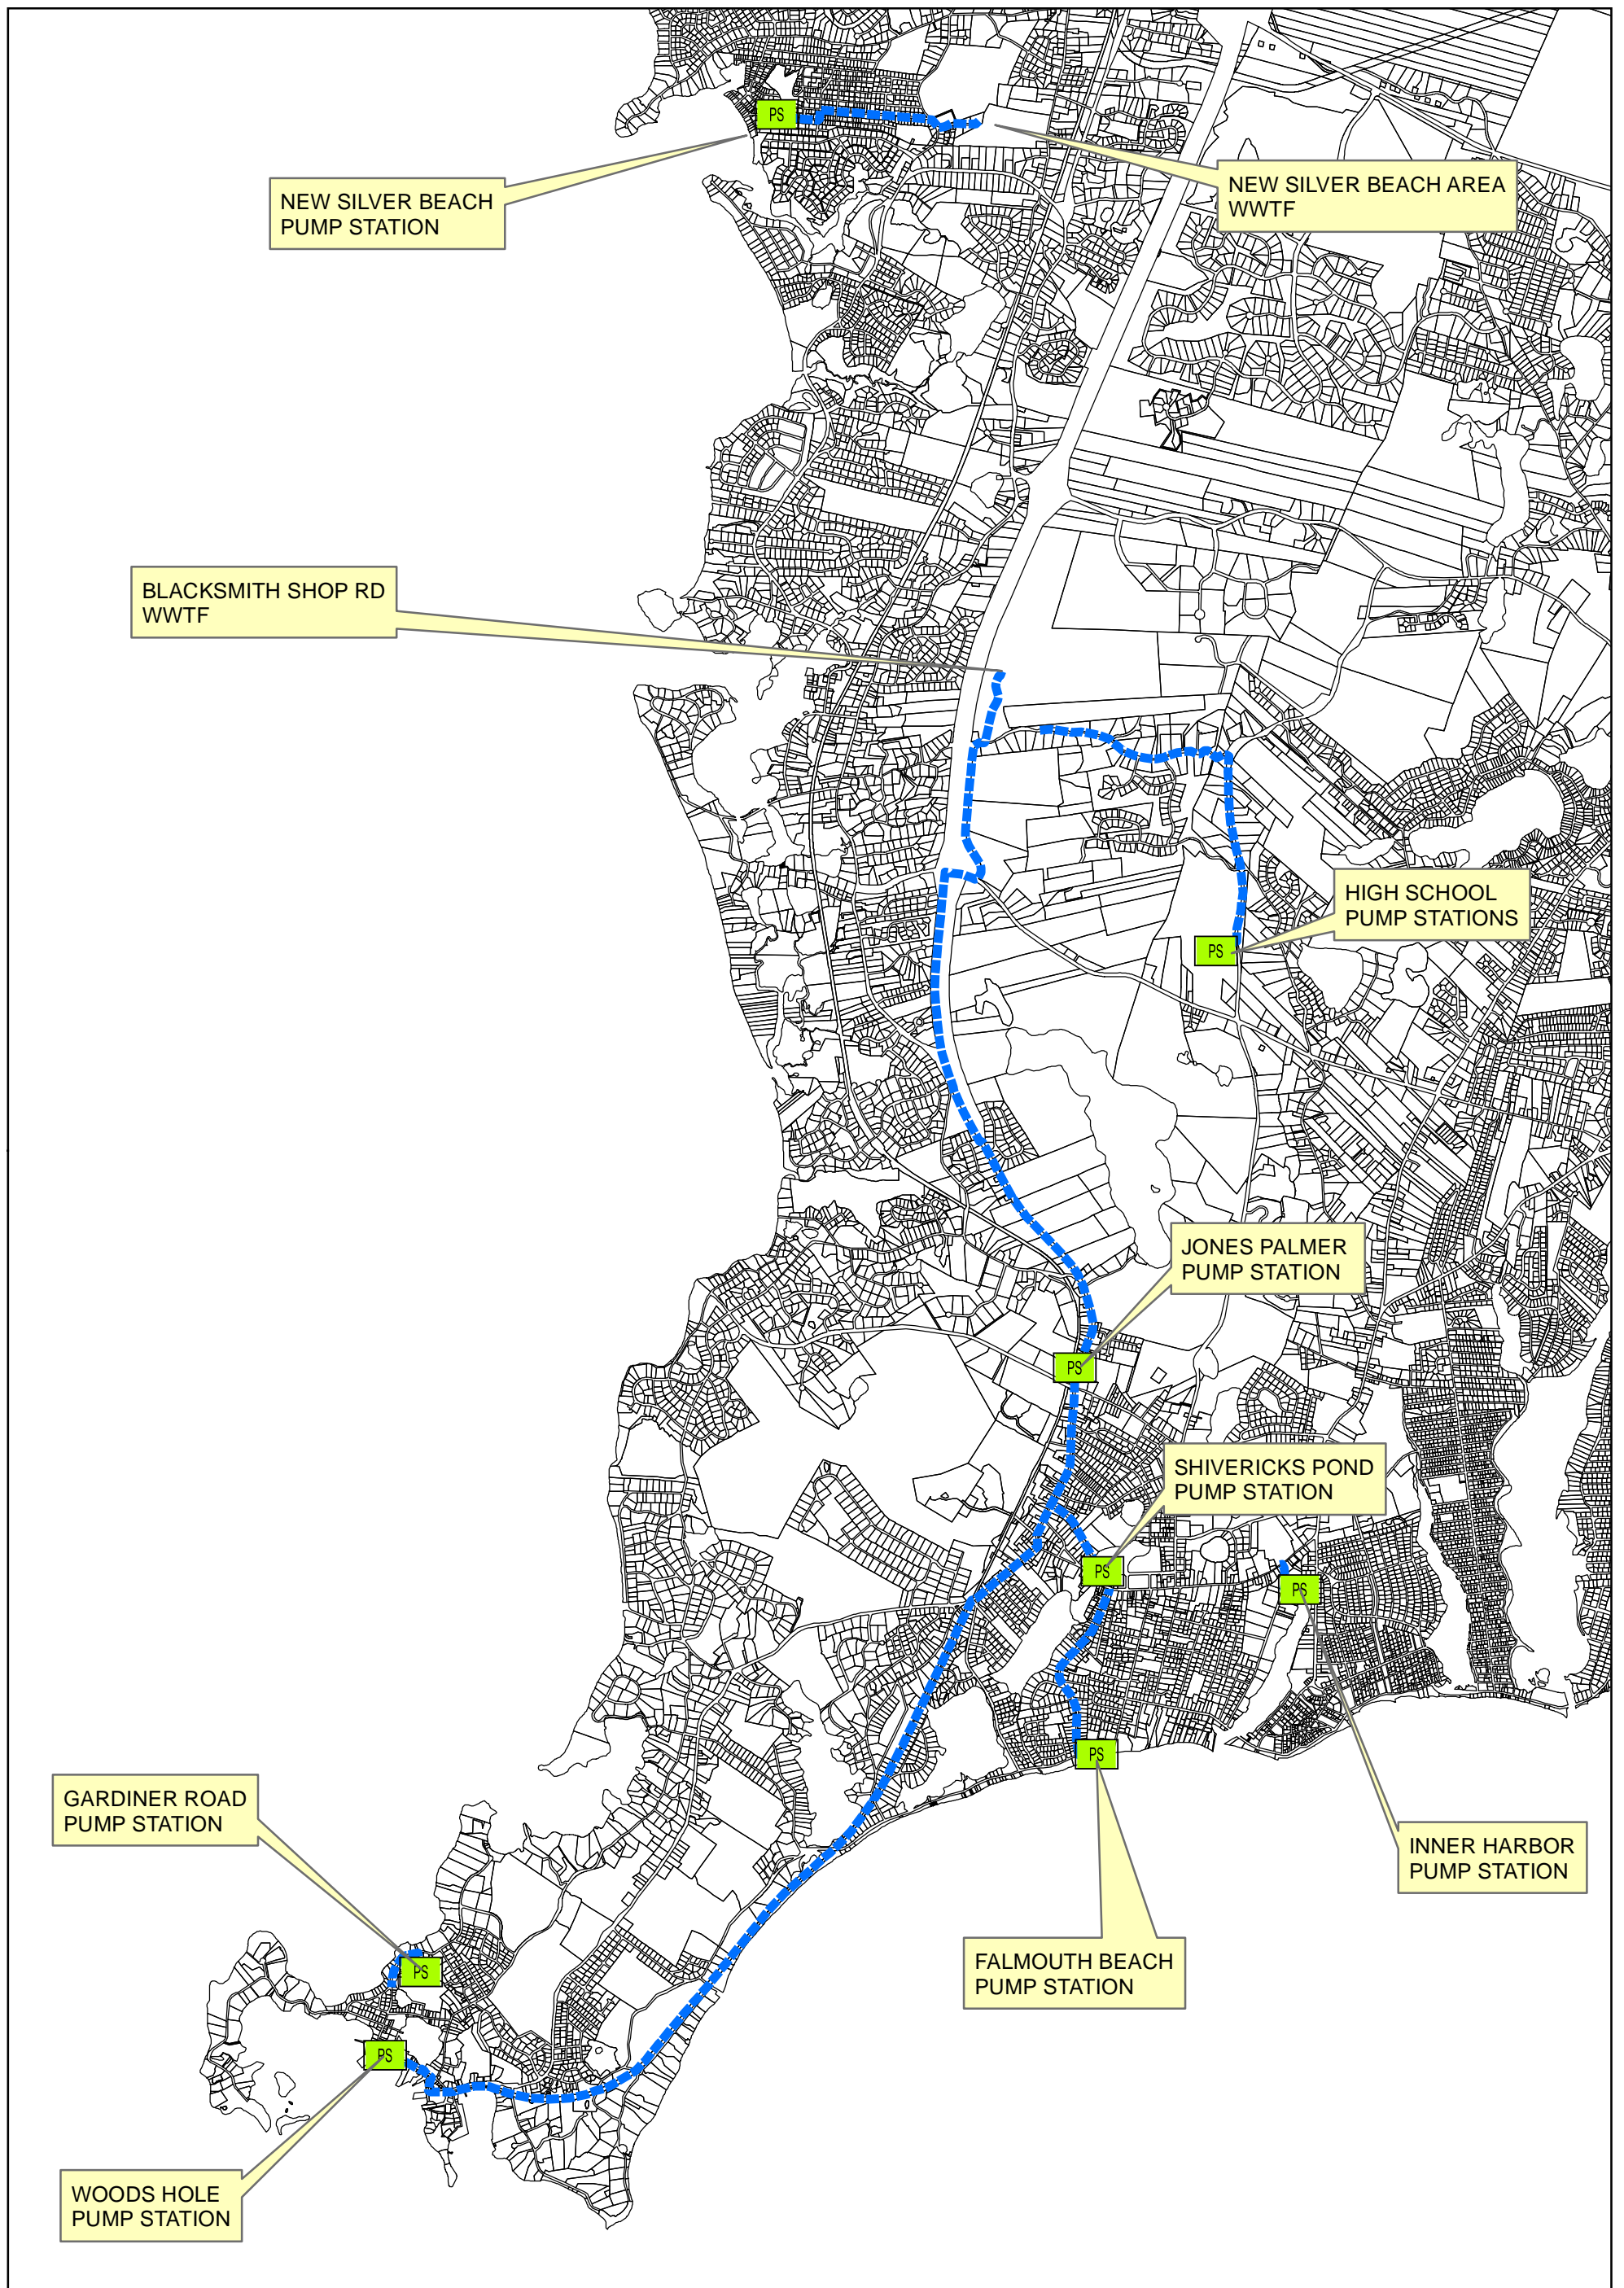 PS
NEW SILVER BEACH
PUMP STATION
NEW SILVER BEACH AREA
WWTF
BLACKSMITH SHOP RD
WWTF
HIGH SCHOOL
PUMP STATIONS
PS
JONES PALMER
PUMP STATION
PS
SHIVERICKS POND
PUMP STATION
PS
PS
PS
GARDINER ROAD
PUMP STATION
INNER HARBOR
PUMP STATION
FALMOUTH BEACH
PUMP STATION
PS
PS
WOODS HOLE
PUMP STATION